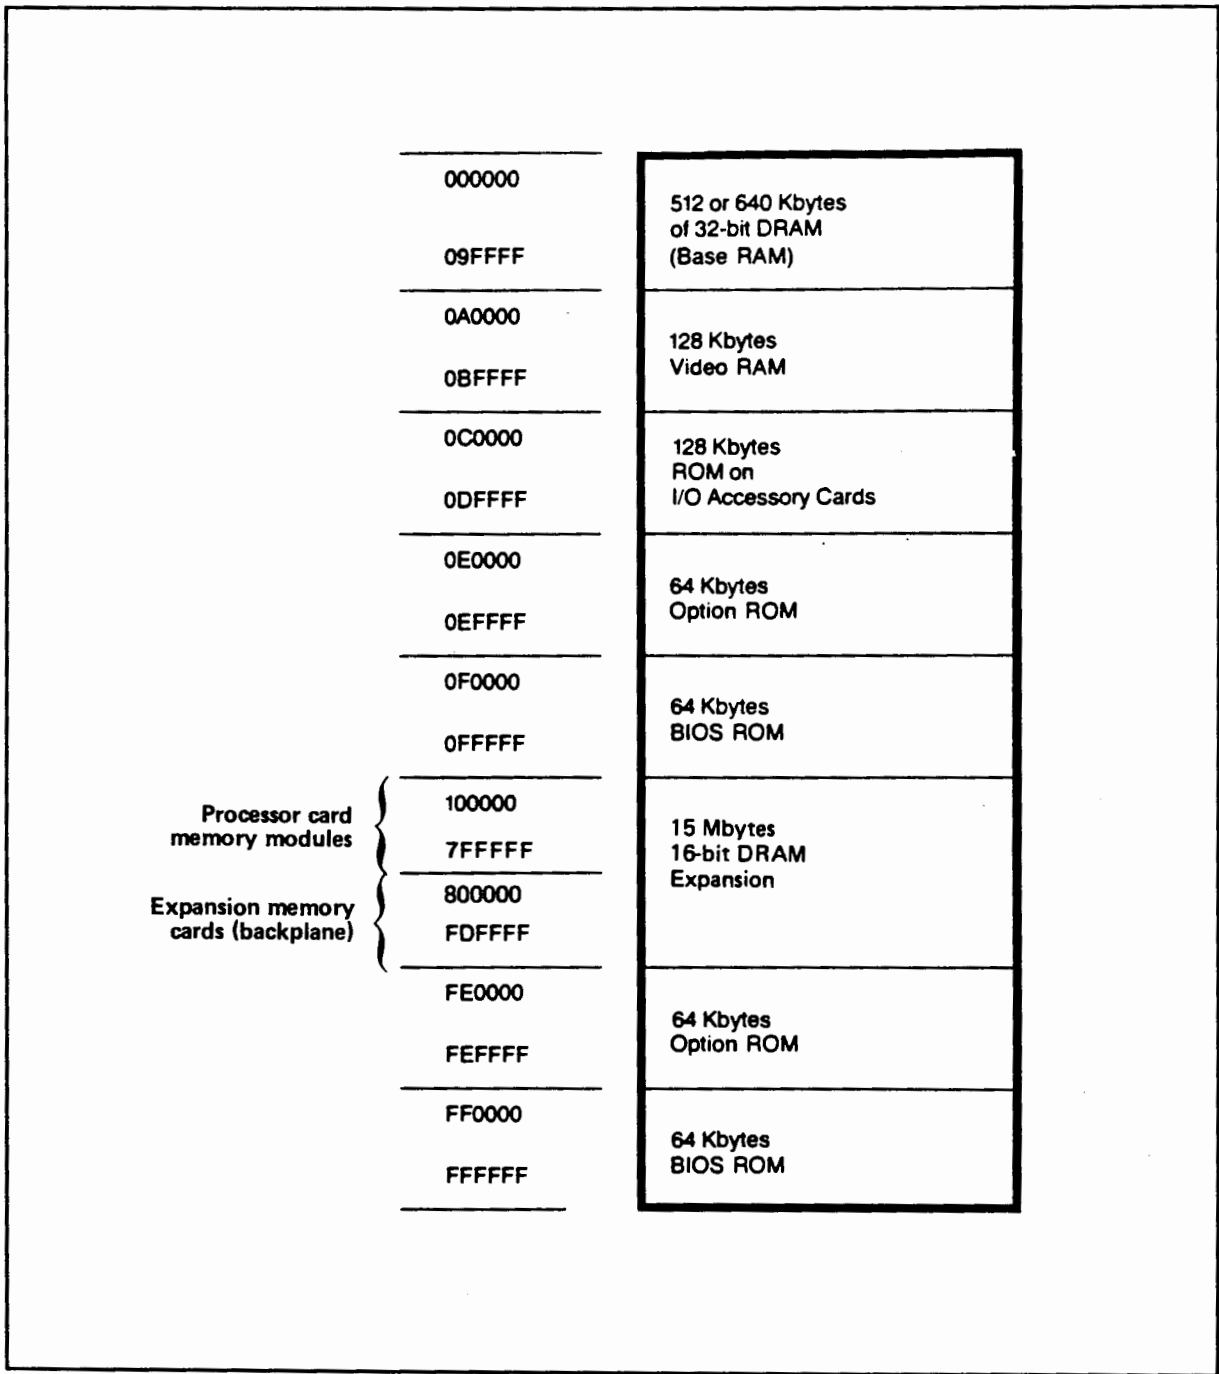 000000
09FFFF
512 or 640 Kbytes
of 32-bit DRAM
(Base RAM)
0A0000
0BFFFF
128 Kbytes
Video RAM
0C0000
0DFFFF
128 Kbytes
ROM on
I/O Accessory Cards
0E0000
0EFFFF
64 Kbytes
Option ROM
0F0000
0FFFFF
64 Kbytes
BIOS ROM
Processor card
memory modules
100000
7FFFFF
15 Mbytes
16-bit DRAM
Expansion
Expansion memory
cards (backplane)
800000
FDFFFF
FE0000
FEFFFF
64 Kbytes
Option ROM
FF0000
FFFFFF
64 Kbytes
BIOS ROM